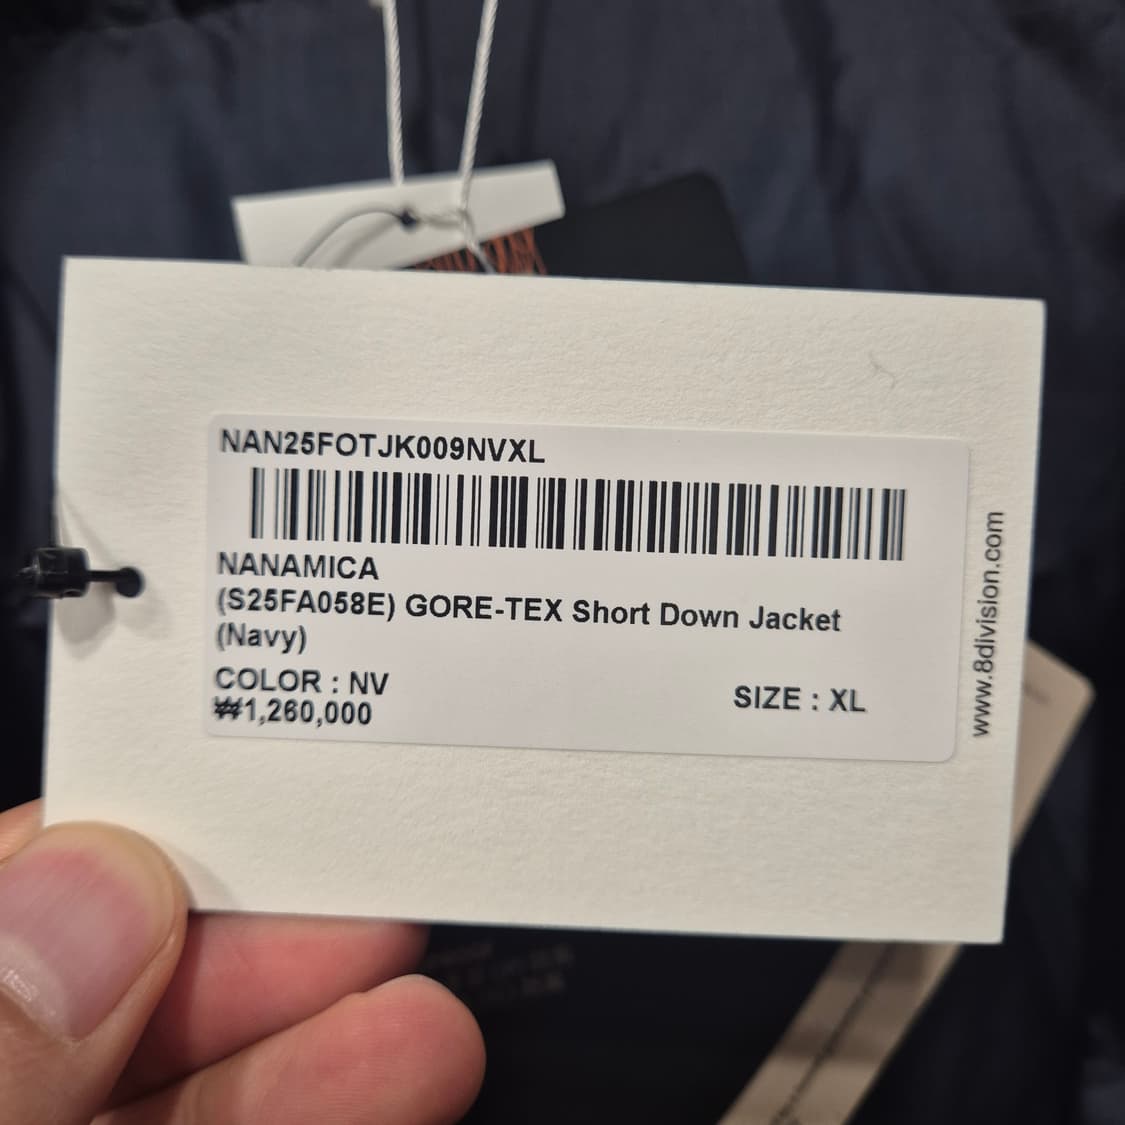 NAN25FOTJK009NVXL
NANAMICA
(S25FA058E) GORE-TEX Short Down Jacket
(Navy)
COLOR : NV
SIZE : XL
₩1,260,000
www.8division.com